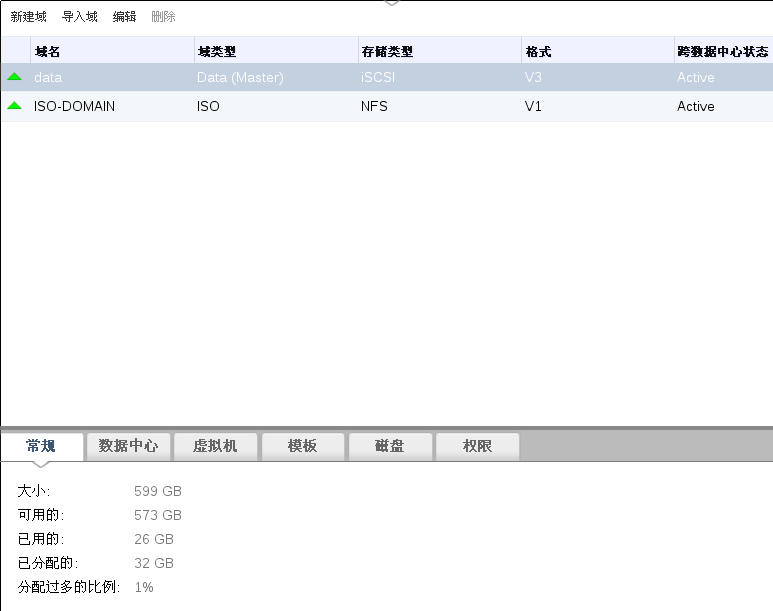 新建域 导入域 编辑 删除
域名 域类型 存储类型 格式 跨数据中心状态
data Data (Master) iSCSI V3 Active
ISO-DOMAIN ISO NFS V1 Active
常规 数据中心 虚拟机 模板 磁盘 权限
大小: 599 GB
可用的: 573 GB
已用的: 26 GB
已分配的: 32 GB
分配过多的比例: 1%